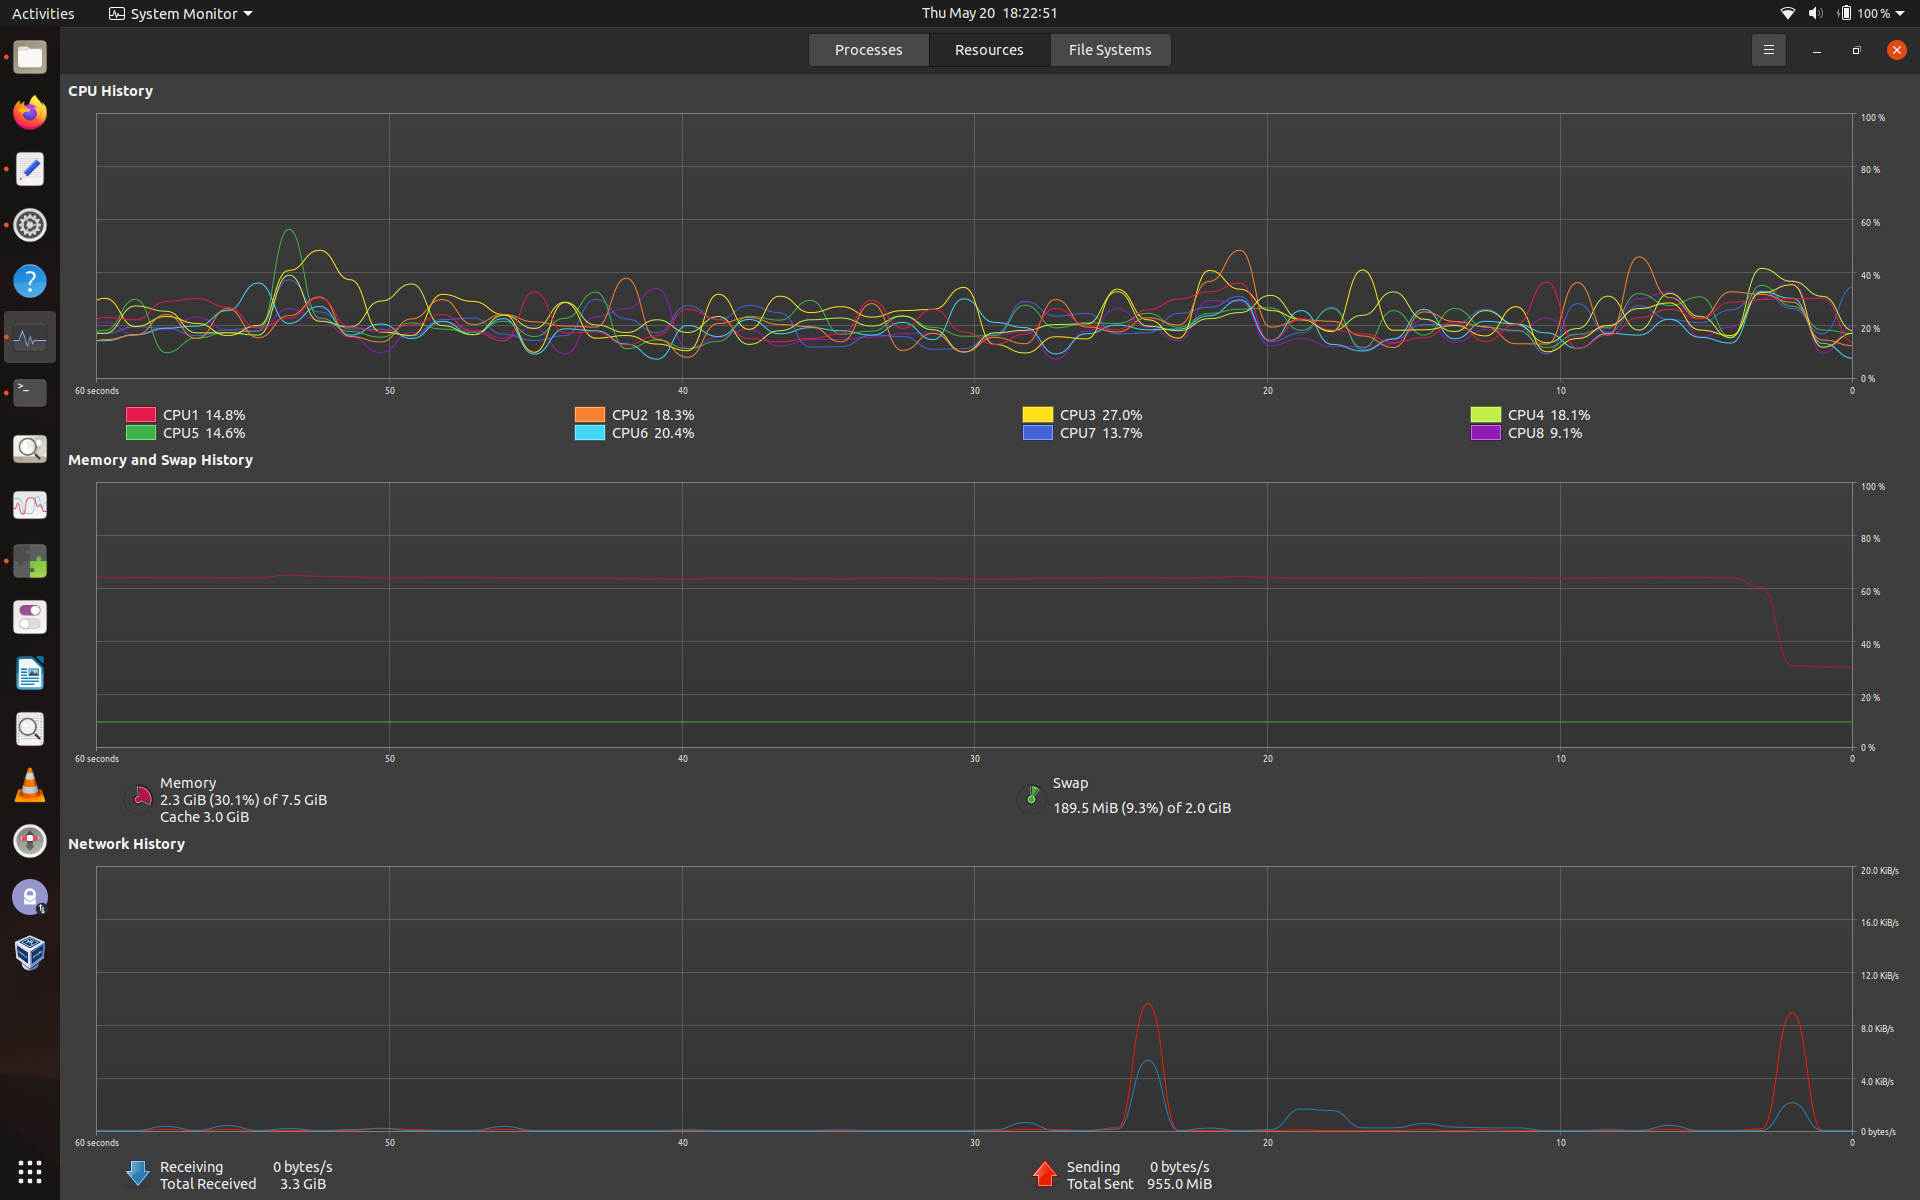 Activities System Monitor Thu May 20 18:22:51 100 %
Processes Resources File Systems
CPU History
100 %
80 %
60 %
40 %
20 %
0 %
60 seconds 50 40 30 20 10 0
CPU1 14.8% CPU2 18.3% CPU3 27.0% CPU4 18.1%
CPU5 14.6% CPU6 20.4% CPU7 13.7% CPU8 9.1%
Memory and Swap History
100 %
80 %
60 %
40 %
20 %
0 %
60 seconds 50 40 30 20 10 0
Memory
2.3 GiB (30.1%) of 7.5 GiB
Cache 3.0 GiB
Swap
189.5 MiB (9.3%) of 2.0 GiB
Network History
20.0 KiB/s
16.0 KiB/s
12.0 KiB/s
8.0 KiB/s
4.0 KiB/s
0 bytes/s
60 seconds 50 40 30 20 10 0
Receiving 0 bytes/s
Total Received 3.3 GiB
Sending 0 bytes/s
Total Sent 955.0 MiB